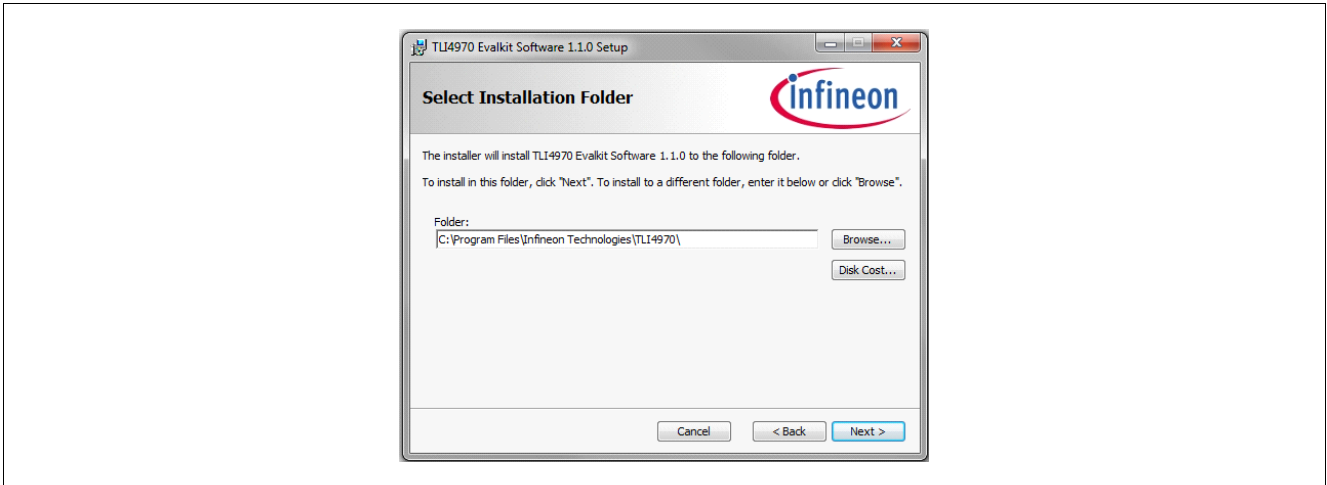 TLI4970 Evalkit Software 1.1.0 Setup
Select Installation Folder
infineon
The installer will install TLI4970 Evalkit Software 1.1.0 to the following folder.
To install in this folder, click "Next". To install to a different folder, enter it below or click "Browse".
Folder:
C:\Program Files\Infineon Technologies\TLI4970\
Browse...
Disk Cost...
Cancel
< Back
Next >